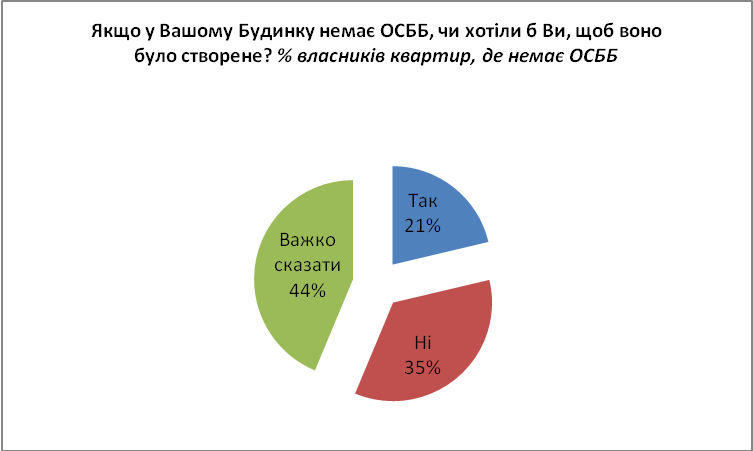 Якщо у Вашому Будинку немає ОСББ, чи хотіли б Ви, щоб воно
було створене? % власників квартир, де немає ОСББ
Так
21%
Важко
сказати
44%
Ні
35%